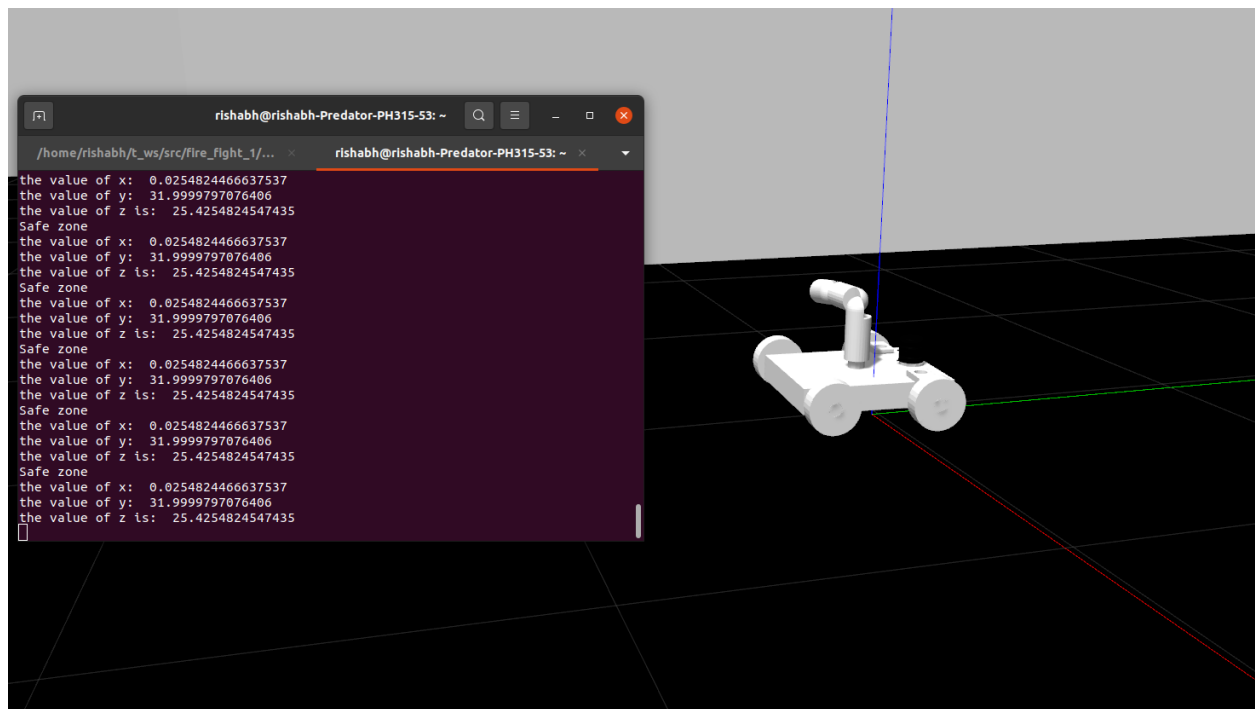 rishabh@rishabh-Predator-PH315-53: ~
/home/rishabh/t_ws/src/fire_fight_1/...
rishabh@rishabh-Predator-PH315-53: ~
the value of x:  0.0254824466637537
the value of y:  31.9999797076406
the value of z is:  25.4254824547435
Safe zone
the value of x:  0.0254824466637537
the value of y:  31.9999797076406
the value of z is:  25.4254824547435
Safe zone
the value of x:  0.0254824466637537
the value of y:  31.9999797076406
the value of z is:  25.4254824547435
Safe zone
the value of x:  0.0254824466637537
the value of y:  31.9999797076406
the value of z is:  25.4254824547435
Safe zone
the value of x:  0.0254824466637537
the value of y:  31.9999797076406
the value of z is:  25.4254824547435
Safe zone
the value of x:  0.0254824466637537
the value of y:  31.9999797076406
the value of z is:  25.4254824547435